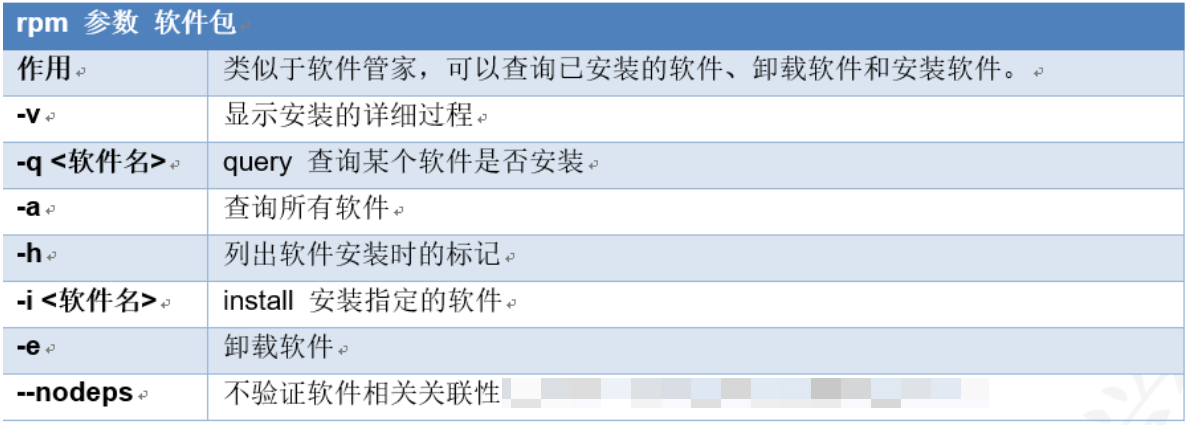 rpm 参数 软件包
作用 类似于软件管家，可以查询已安装的软件、卸载软件和安装软件。
-v 显示安装的详细过程
-q <软件名> query 查询某个软件是否安装
-a 查询所有软件
-h 列出软件安装时的标记
-i <软件名> install 安装指定的软件
-e 卸载软件
--nodeps 不验证软件相关关联性